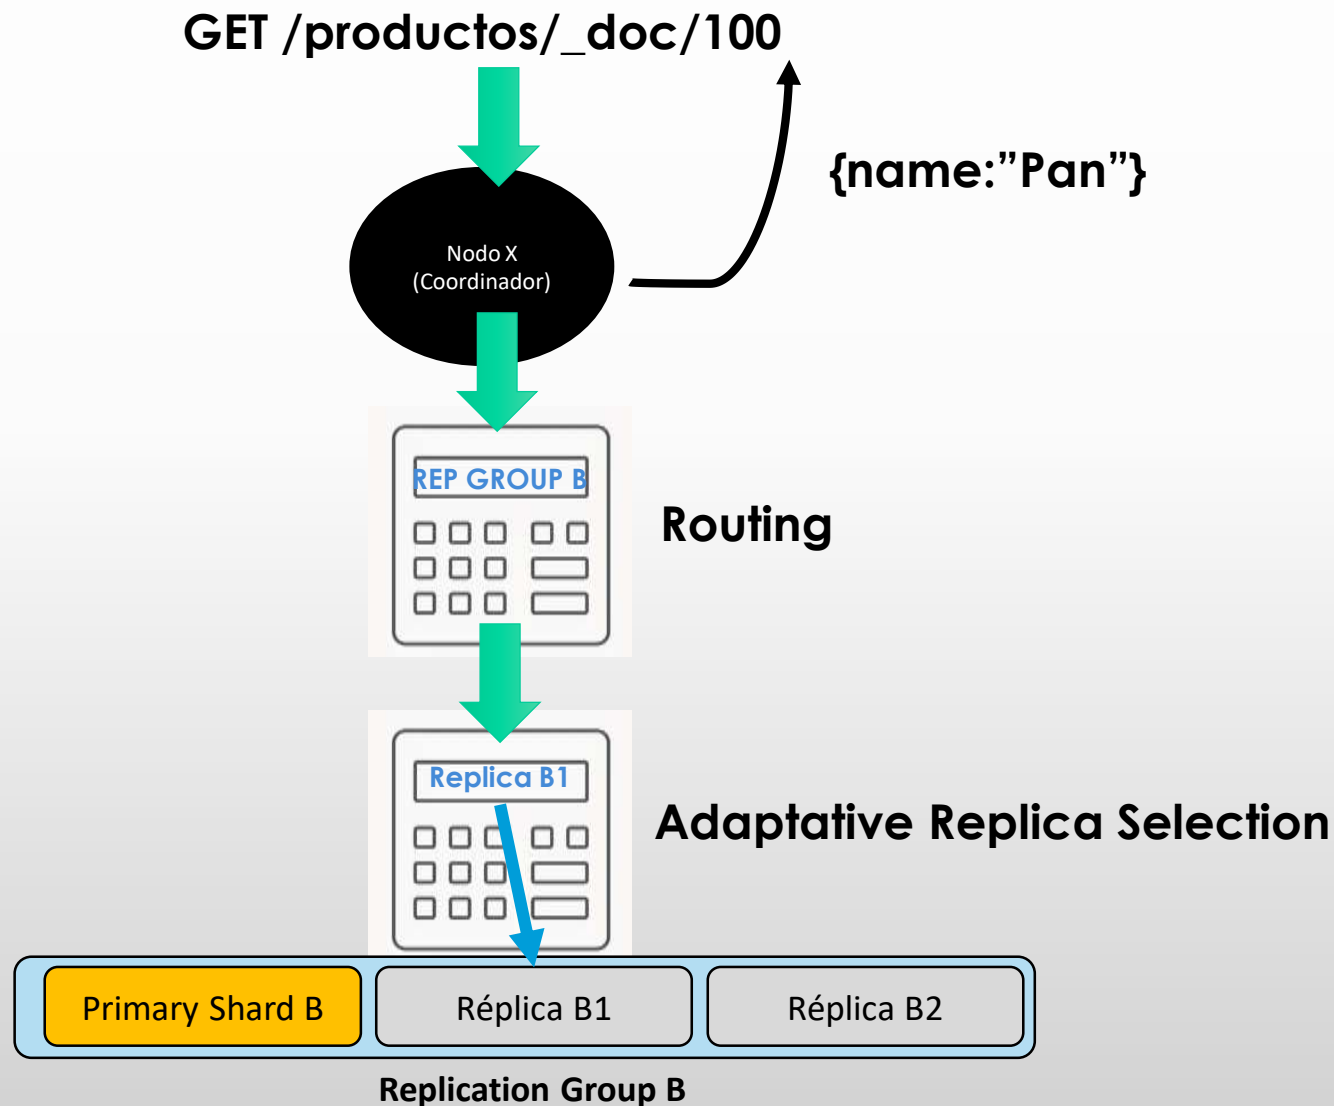 GET /productos/_doc/100
{name:”Pan”}
Nodo X
(Coordinador)
REP GROUP B
Routing
Replica B1
Adaptative Replica Selection
Primary Shard B
Réplica B1
Réplica B2
Replication Group B